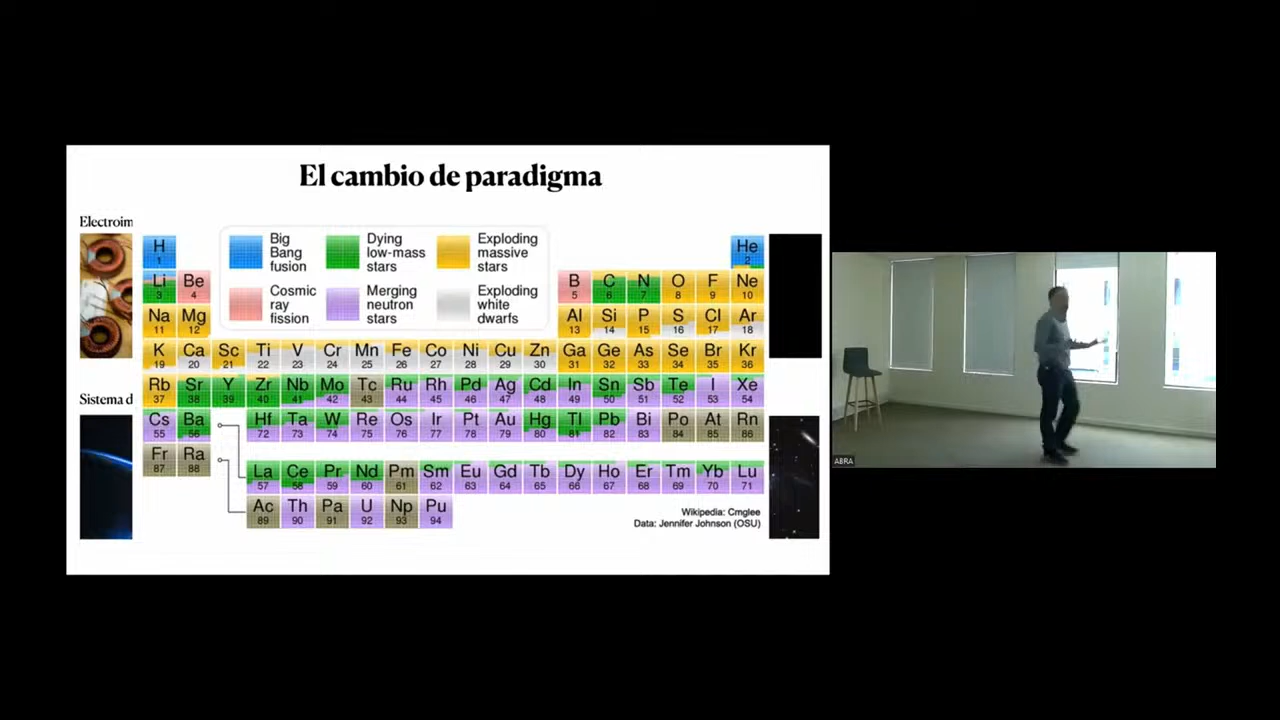 El cambio de paradigma
Electroim
Big
Bang
fusion
Dying
low-mass
stars
Exploding
massive
stars
Cosmic
ray
fission
Merging
neutron
stars
Exploding
white
dwarfs
H He
1 2
Li Be B C N O F Ne
3 4 5 6 7 8 9 10
Na Mg Al Si P S Cl Ar
11 12 13 14 15 16 17 18
K Ca Sc Ti V Cr Mn Fe Co Ni Cu Zn Ga Ge As Se Br Kr
19 20 21 22 23 24 25 26 27 28 29 30 31 32 33 34 35 36
Sistema d
Rb Sr Y Zr Nb Mo Tc Ru Rh Pd Ag Cd In Sn Sb Te I Xe
37 38 39 40 41 42 43 44 45 46 47 48 49 50 51 52 53 54
Cs Ba Hf Ta W Re Os Ir Pt Au Hg Tl Pb Bi Po At Rn
55 56 72 73 74 75 76 77 78 79 80 81 82 83 84 85 86
Fr Ra
87 88
La Ce Pr Nd Pm Sm Eu Gd Tb Dy Ho Er Tm Yb Lu
57 58 59 60 61 62 63 64 65 66 67 68 69 70 71
Ac Th Pa U Np Pu
89 90 91 92 93 94
Wikipedia: Cmglee
Data: Jennifer Johnson (OSU)
ABRA